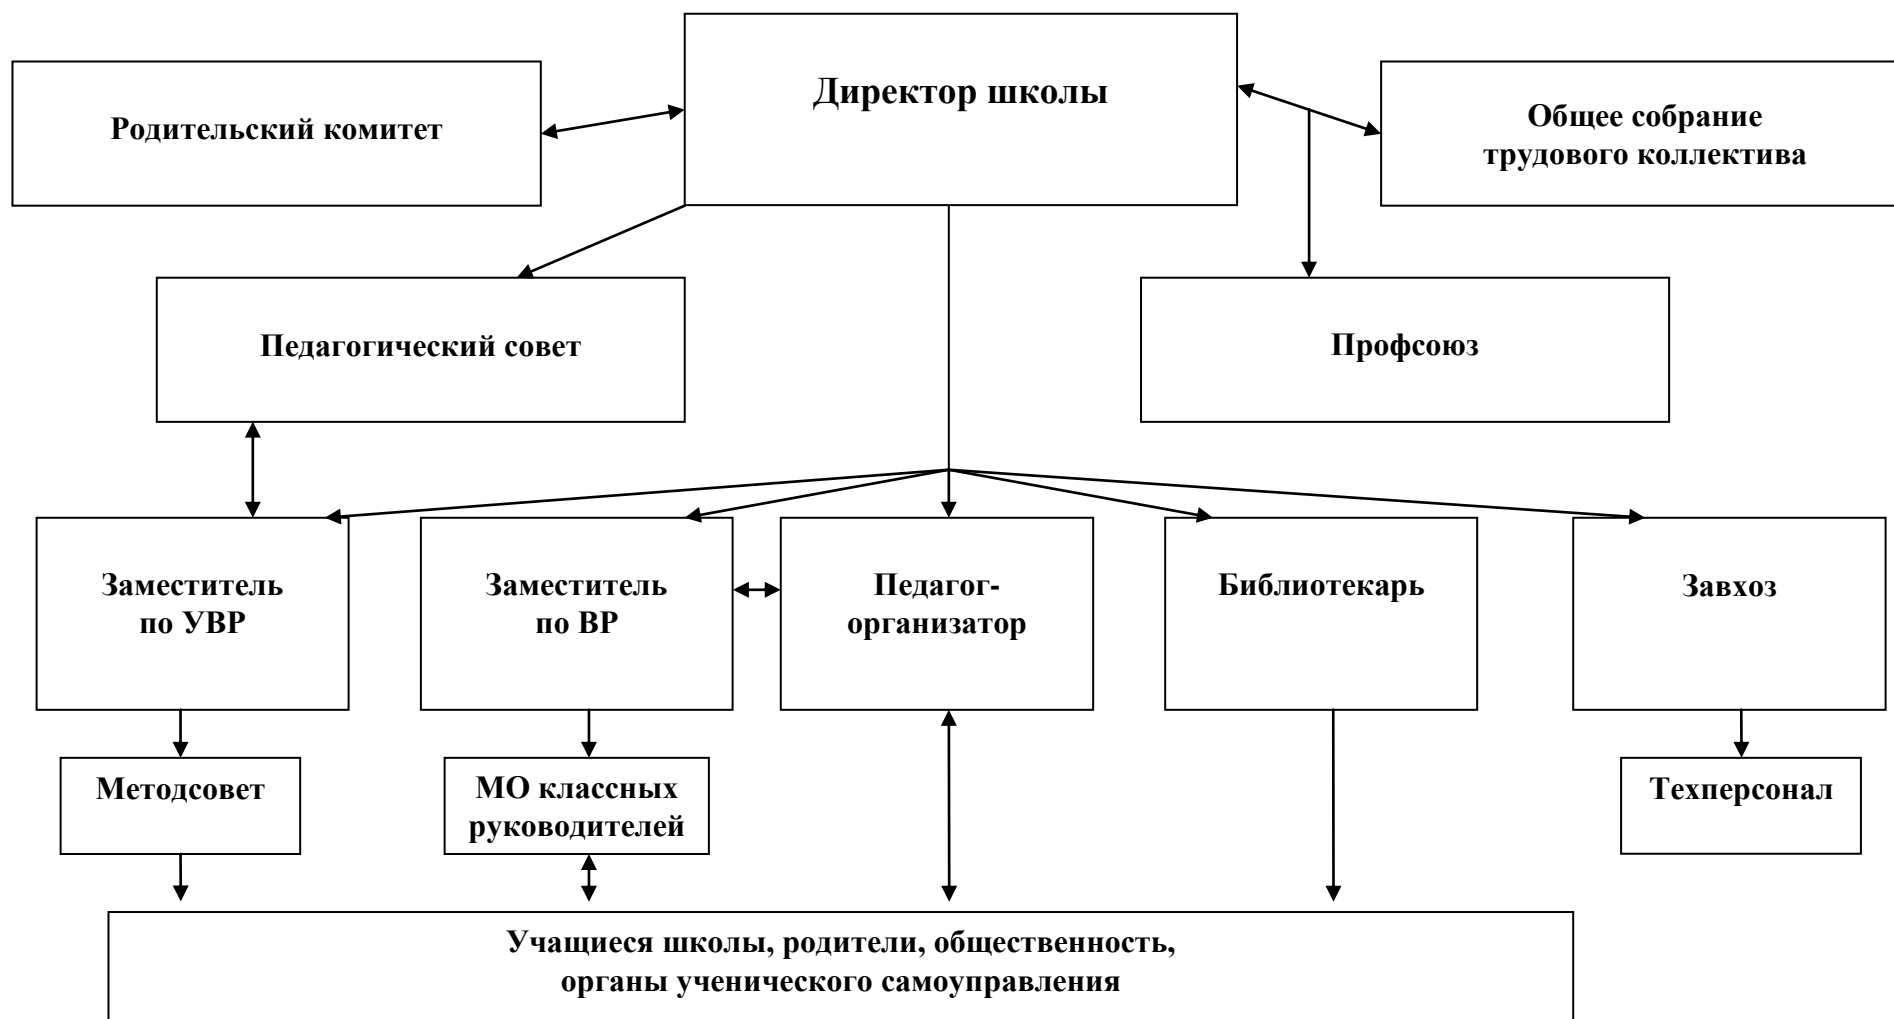 Директор школы
Родительский комитет
Общее собрание
трудового коллектива
Педагогический совет
Профсоюз
Заместитель
по УВР
Заместитель
по ВР
Педагог-
организатор
Библиотекарь
Завхоз
Методсовет
МО классных
руководителей
Техперсонал
Учащиеся школы, родители, общественность,
органы ученического самоуправления